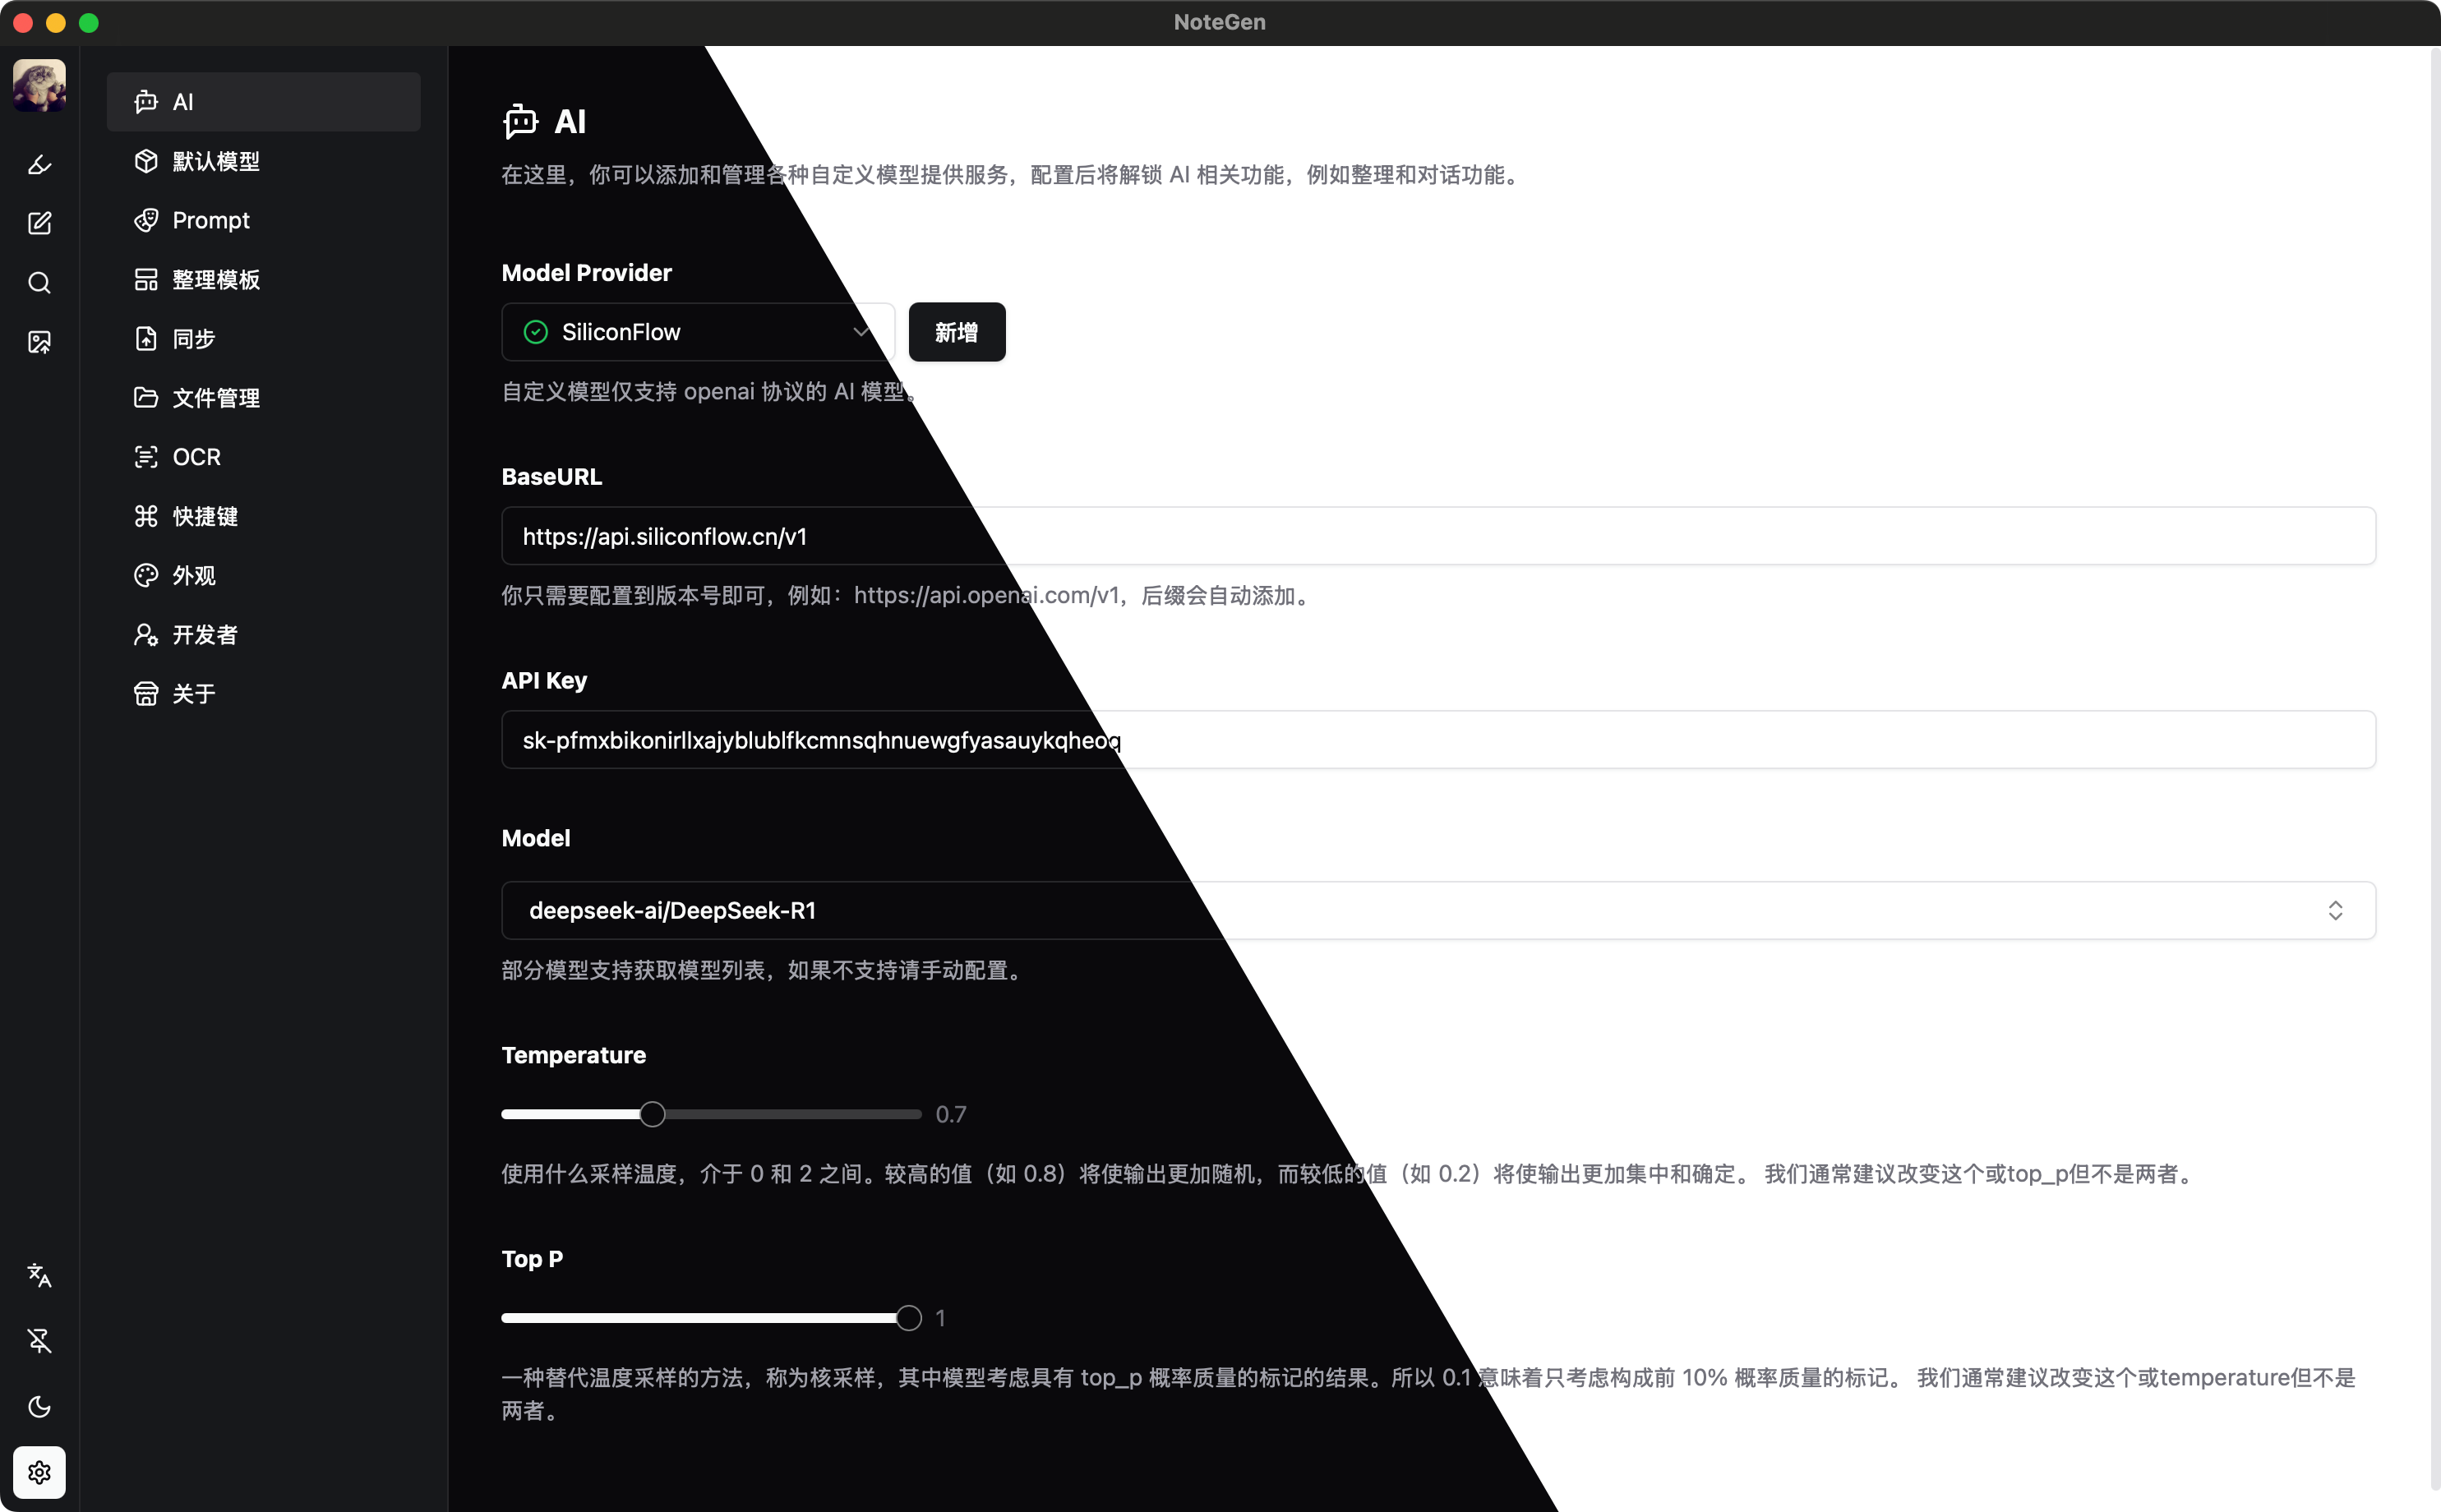 NoteGen
AI
默认模型
Prompt
整理模板
同步
文件管理
OCR
快捷键
外观
开发者
关于
AI
在这里，你可以添加和管理各种自定义模型提供服务，配置后将解锁 AI 相关功能，例如整理和对话功能。
Model Provider
SiliconFlow
新增
自定义模型仅支持 openai 协议的 AI 模型。
BaseURL
https://api.siliconflow.cn/v1
你只需要配置到版本号即可，例如：https://api.openai.com/v1，后缀会自动添加。
API Key
sk-pfmxbikonirllxajyblublfkcmnsqhnuewgfyasauykqheoq
Model
deepseek-ai/DeepSeek-R1
部分模型支持获取模型列表，如果不支持请手动配置。
Temperature
0.7
使用什么采样温度，介于 0 和 2 之间。较高的值（如 0.8）将使输出更加随机，而较低的值（如 0.2）将使输出更加集中和确定。 我们通常建议改变这个或top_p但不是两者。
Top P
1
一种替代温度采样的方法，称为核采样，其中模型考虑具有 top_p 概率质量的标记的结果。所以 0.1 意味着只考虑构成前 10% 概率质量的标记。 我们通常建议改变这个或temperature但不是
两者。